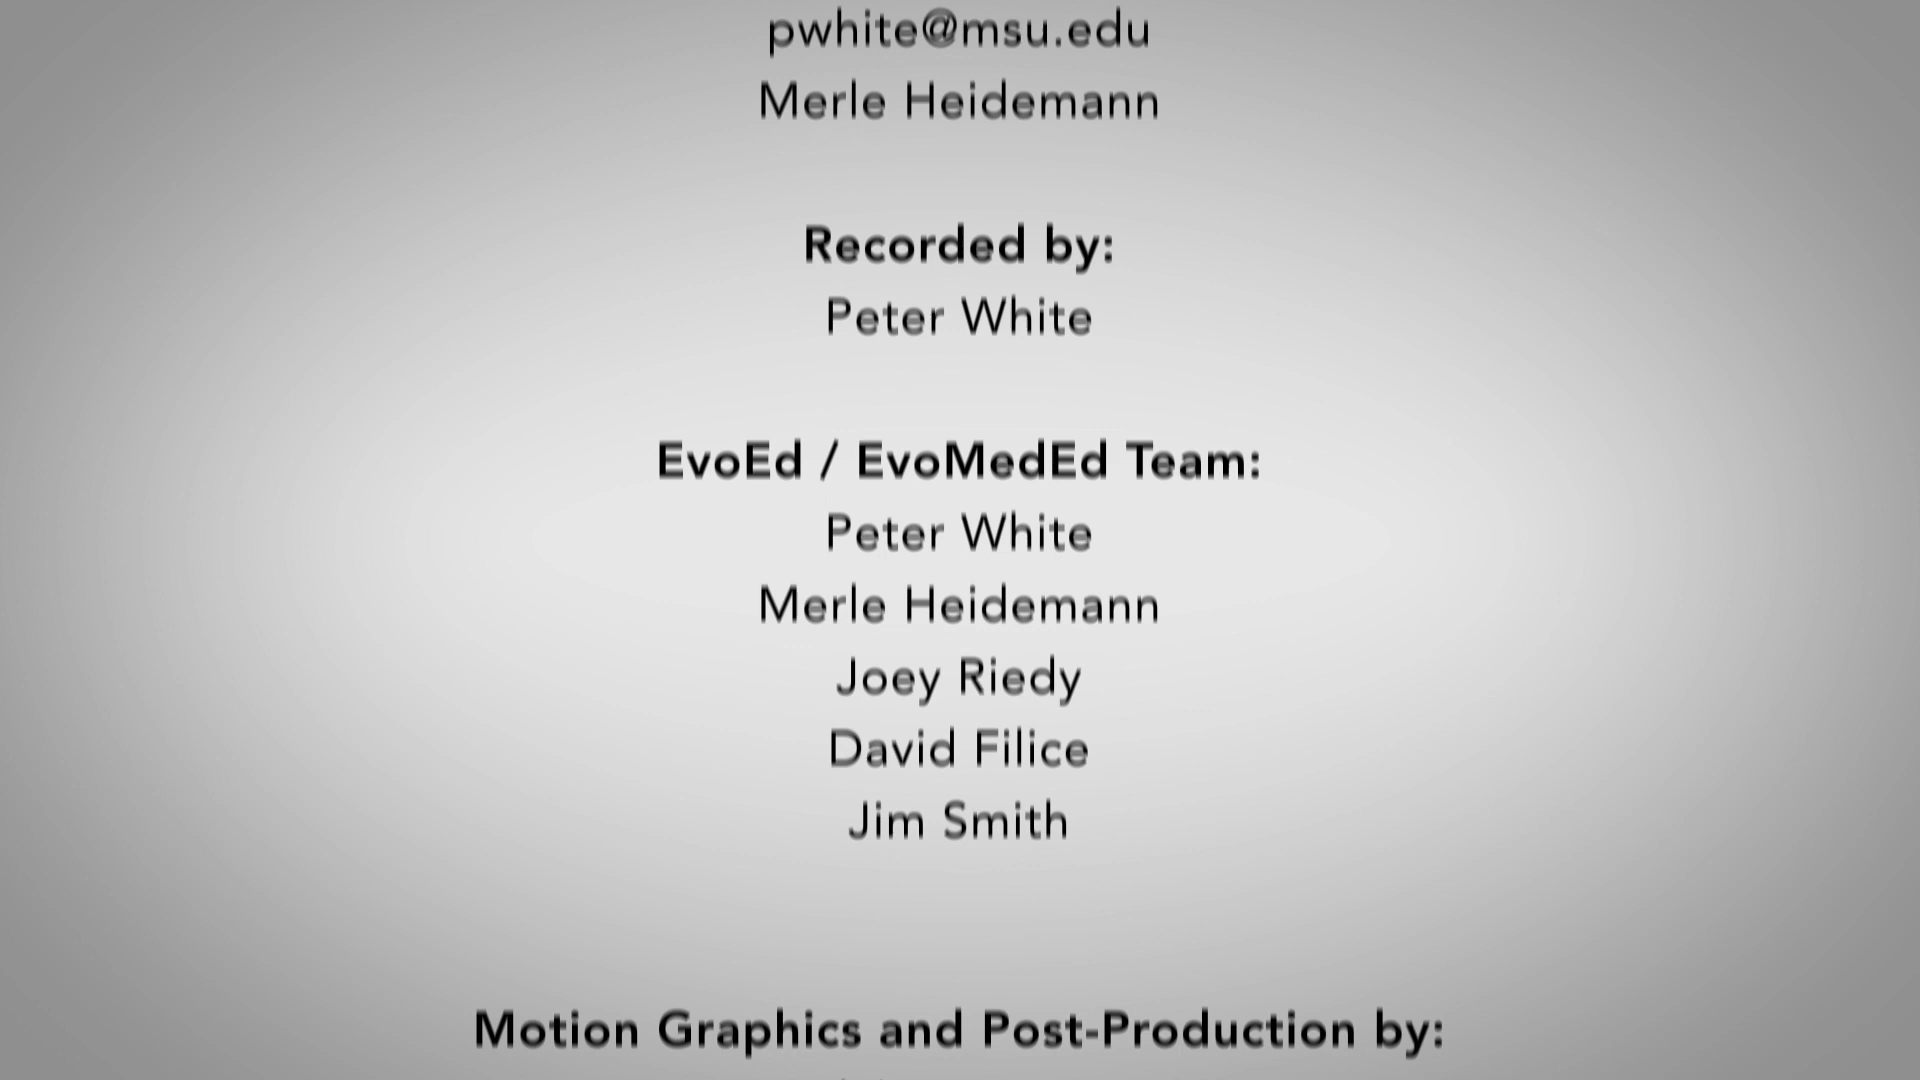 pwhite@msu.edu
Merle Heidemann
Recorded by:
Peter White
EvoEd / EvoMedEd Team:
Peter White
Merle Heidemann
Joey Riedy
David Filice
Jim Smith
Motion Graphics and Post-Production by: